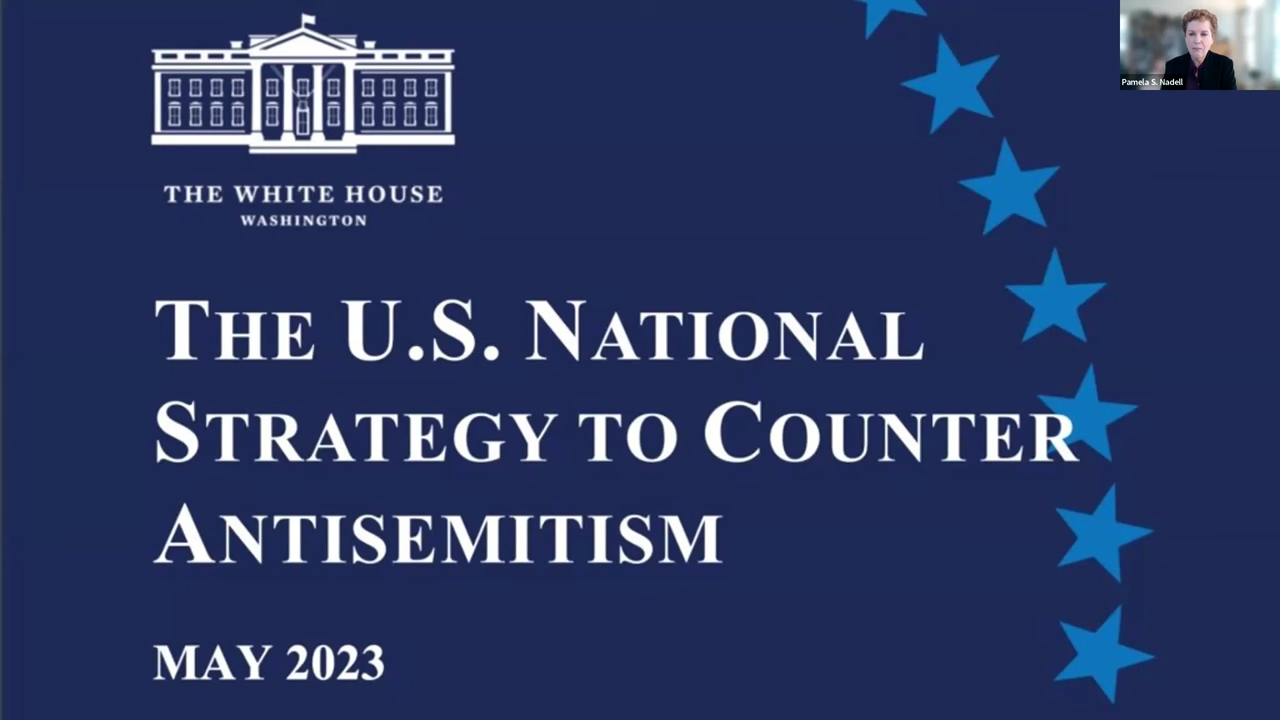 THE WHITE HOUSE
WASHINGTON
THE U.S. NATIONAL
STRATEGY TO COUNTER
ANTISEMITISM
MAY 2023
Pamela S. Nadell